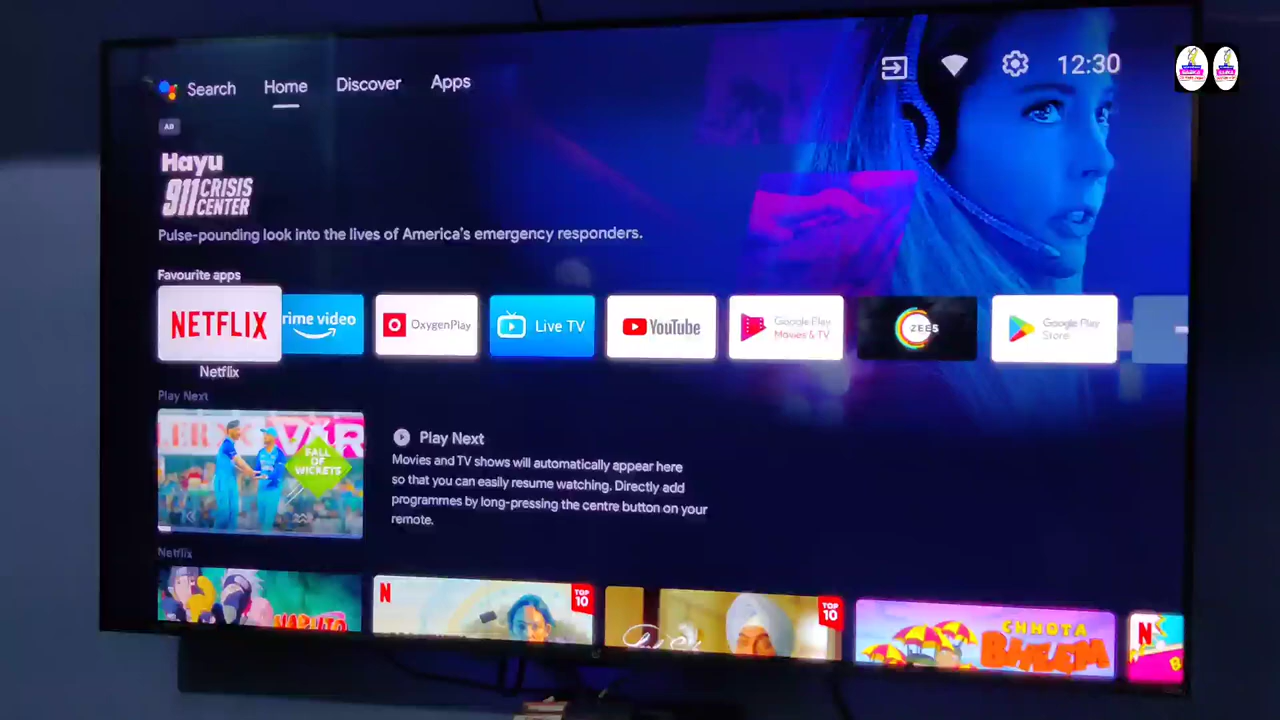 Search Home Discover Apps 12:30
AD
Hayu
911 CRISIS
CENTER
Pulse-pounding look into the lives of America's emergency responders.
Favourite apps
NETFLIX
rime video
OxygenPlay
Live TV
YouTube
Google Play
Movies & TV
ZEE5
Google Play
Store
Netflix
Play Next
FALL
OF
WICKETS
Play Next
Movies and TV shows will automatically appear here
so that you can easily resume watching. Directly add
programmes by long-pressing the centre button on your
remote.
Netflix
NARUTO
N
TOP
10
TOP
10
CHHOTA
BHEEM
N